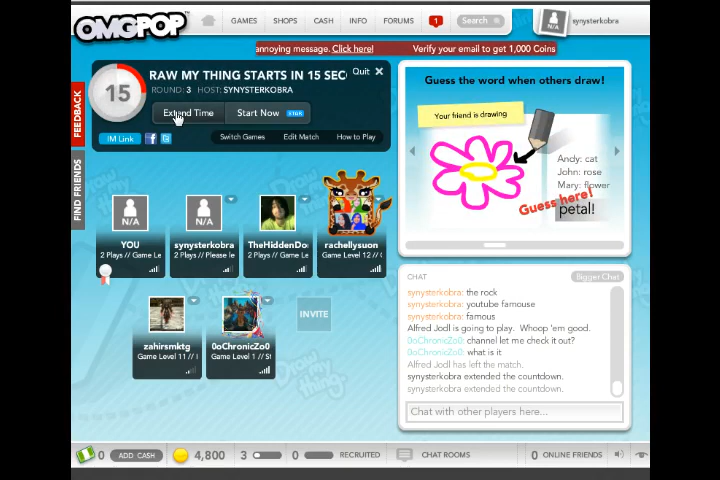 OMGPOP
GAMES SHOPS CASH INFO FORUMS 1 Search N/A synysterkobra
annoying message. Click here! Verify your email to get 1,000 Coins
FEEDBACK
FIND FRIENDS
15
RAW MY THING STARTS IN 15 SEC
Quit X
ROUND: 3 HOST: SYNYSTERKOBRA
Extend Time Start Now STAR
IM Link f
Switch Games Edit Match How to Play
Guess the word when others draw!
Your friend is drawing
Andy: cat
John: rose
Mary: flower
Guess here!
petal!
N/A N/A
YOU synysterkobra TheHiddenDo rachellysuon
2 Plays // Game Le 2 Plays // Please le 2 Plays // Game Le Game Level 12 //
INVITE
zahirsmktg 0oChronicZo0
Game Level 11 // Game Level 1 // S
CHAT Bigger Chat
synysterkobra: the rock
synysterkobra: youtube famouse
synysterkobra: famous
Alfred Jodl is going to play. Whoop 'em good.
0oChronicZo0: channel let me check it out?
0oChronicZo0: what is it
Alfred Jodl has left the match.
synysterkobra extended the countdown.
synysterkobra extended the countdown.
Chat with other players here...
0 ADD CASH 4,800 3 0 RECRUITED CHAT ROOMS 0 ONLINE FRIENDS